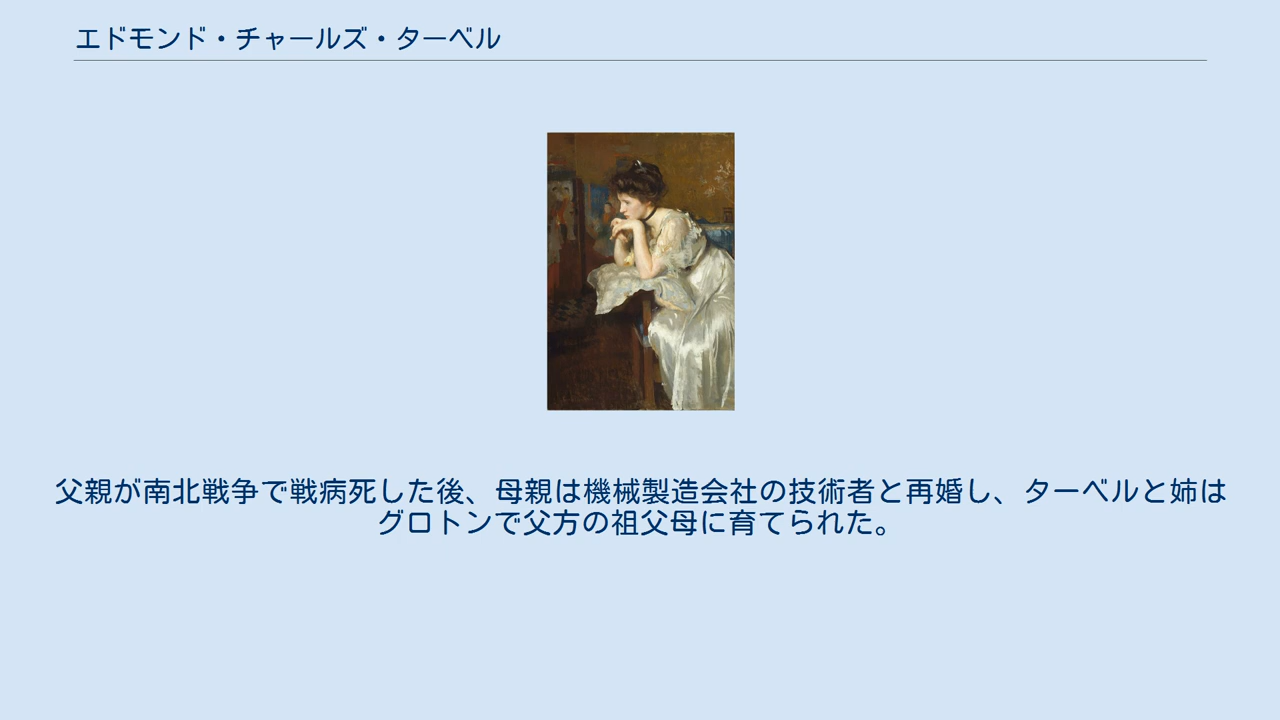 エドモンド・チャールズ・ターベル
父親が南北戦争で戦病死した後、母親は機械製造会社の技術者と再婚し、ターベルと姉は
グロトンで父方の祖父母に育てられた。